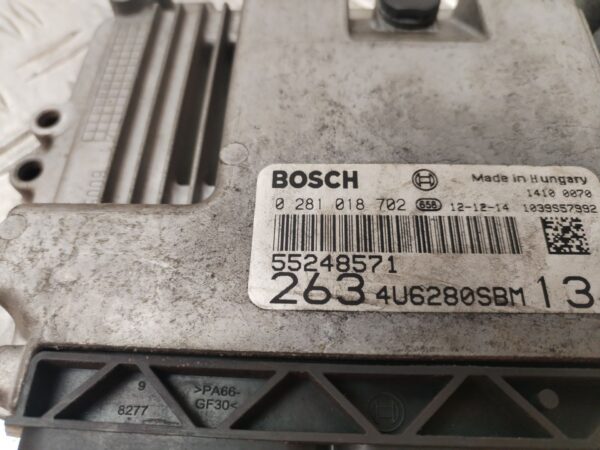 BOSCH
Made in Hungary
1410 0070
0 281 018 702 658 12-12-14 1039S57992
55248571
263 4U6280SBM 13
9
8277
>PA66-
GF30<